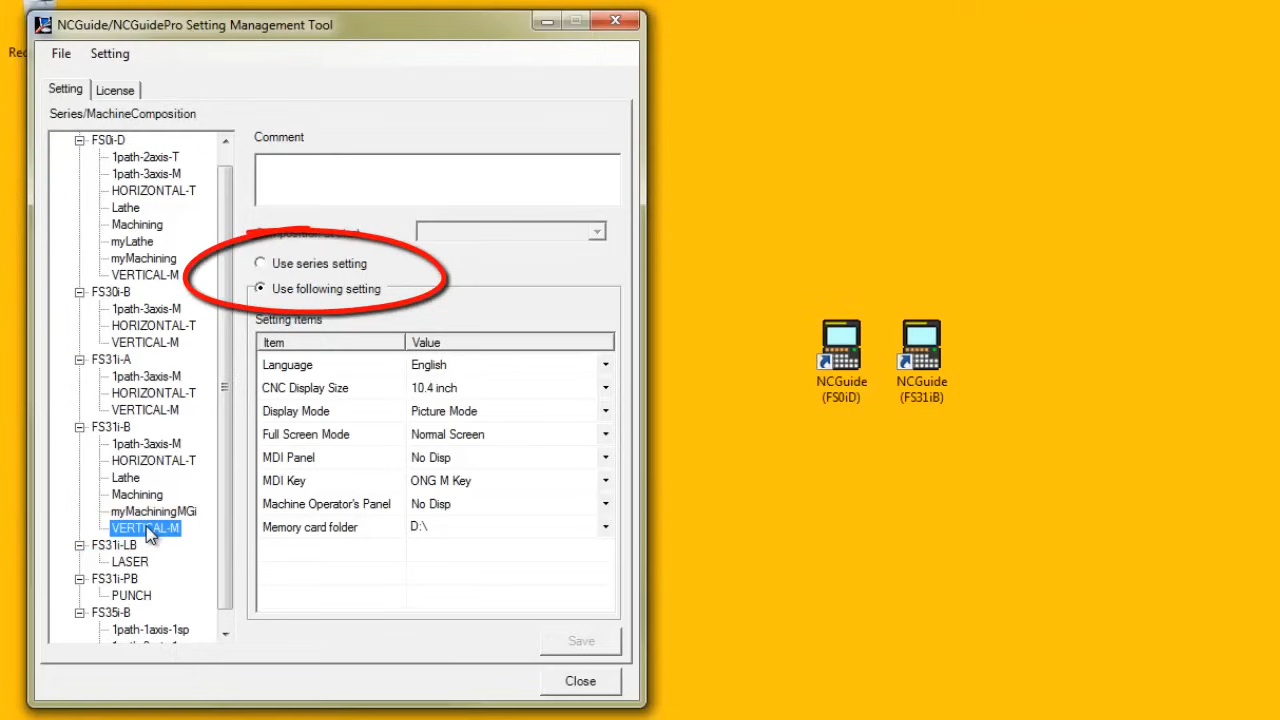 NCGuide/NCGuidePro Setting Management Tool
File Setting
Setting License
Series/MachineComposition
FS0i-D
1path-2axis-T
1path-3axis-M
HORIZONTAL-T
Lathe
Machining
myLathe
myMachining
VERTICAL-M
FS30i-B
1path-3axis-M
HORIZONTAL-T
VERTICAL-M
FS31i-A
1path-3axis-M
HORIZONTAL-T
VERTICAL-M
FS31i-B
1path-3axis-M
HORIZONTAL-T
Lathe
Machining
myMachiningMGi
VERTICAL-M
FS31i-LB
LASER
FS31i-PB
PUNCH
FS35i-B
1path-1axis-1sp
Comment
Use series setting
Use following setting
Setting Items
Item Value
Language English
CNC Display Size 10.4 inch
Display Mode Picture Mode
Full Screen Mode Normal Screen
MDI Panel No Disp
MDI Key ONG M Key
Machine Operator's Panel No Disp
Memory card folder D:\
Save
Close
NCGuide
(FS0iD)
NCGuide
(FS31iB)